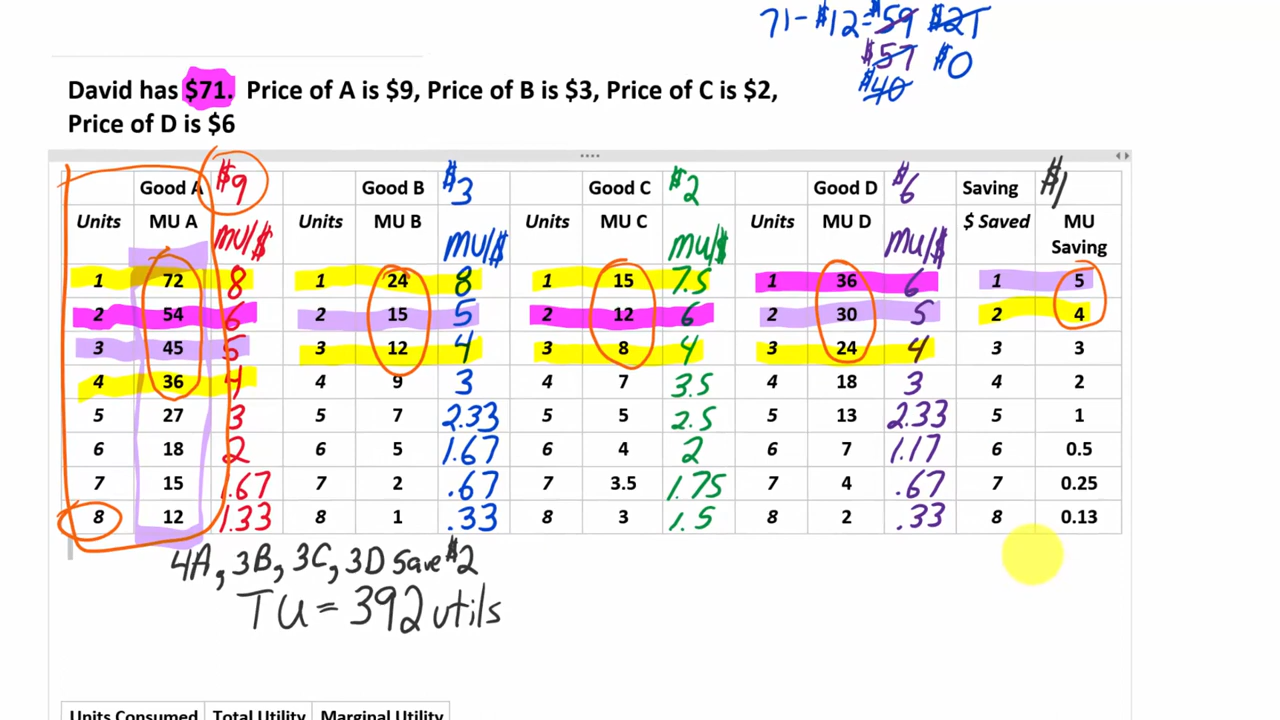 71-$12=$59 $21
$57 $0
$40
David has $71. Price of A is $9, Price of B is $3, Price of C is $2,
Price of D is $6
Good A $9 Good B $3 Good C $2 Good D $6 Saving $1
Units MU A MU/$ Units MU B MU/$ Units MU C MU/$ Units MU D MU/$ $ Saved MU Saving
1 72 8 1 24 8 1 15 7.5 1 36 6 1 5
2 54 6 2 15 5 2 12 6 2 30 5 2 4
3 45 5 3 12 4 3 8 4 3 24 4 3 3
4 36 4 4 9 3 4 7 3.5 4 18 3 4 2
5 27 3 5 7 2.33 5 5 2.5 5 13 2.33 5 1
6 18 2 6 5 1.67 6 4 2 6 7 1.17 6 0.5
7 15 1.67 7 2 .67 7 3.5 1.75 7 4 .67 7 0.25
8 12 1.33 8 1 .33 8 3 1.5 8 2 .33 8 0.13
4A, 3B, 3C, 3D Save $2
TU = 392 utils
Units Consumed Total Utility Marginal Utility